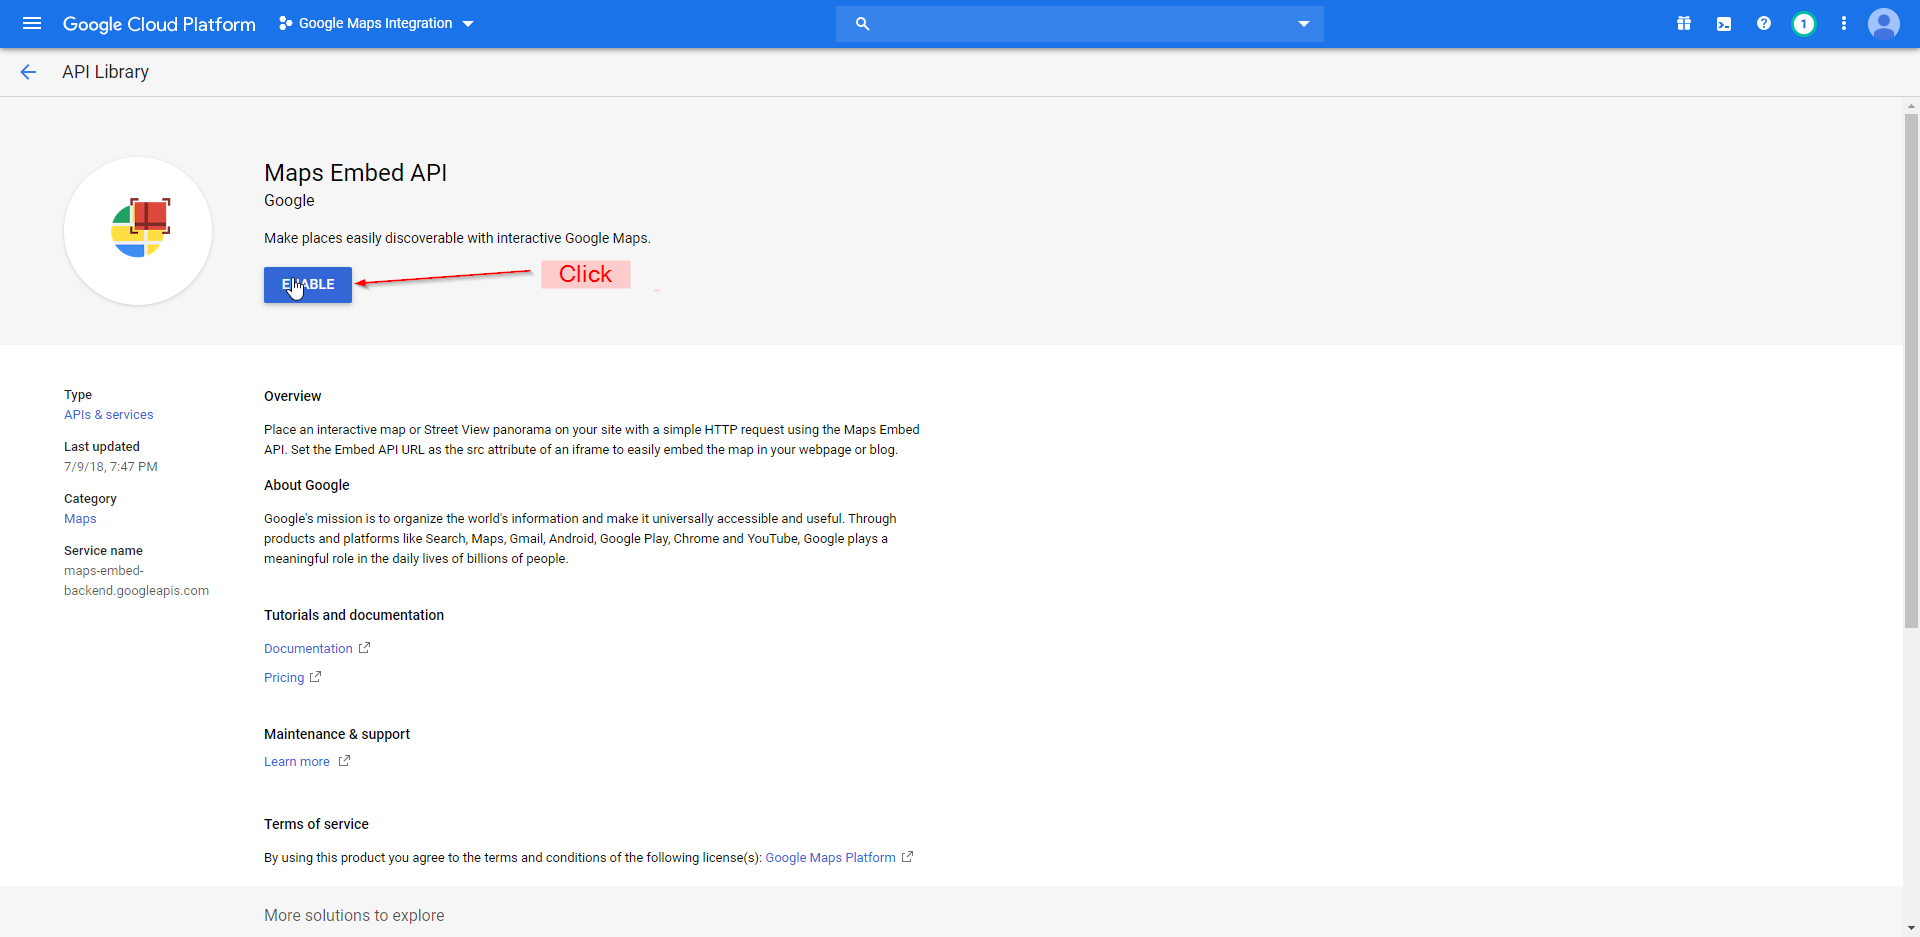 Google Cloud Platform
Google Maps Integration
1
API Library
Maps Embed API
Google
Make places easily discoverable with interactive Google Maps.
ENABLE
Click
Type
APIs & services
Last updated
7/9/18, 7:47 PM
Category
Maps
Service name
maps-embed-
backend.googleapis.com
Overview
Place an interactive map or Street View panorama on your site with a simple HTTP request using the Maps Embed
API. Set the Embed API URL as the src attribute of an iframe to easily embed the map in your webpage or blog.
About Google
Google's mission is to organize the world's information and make it universally accessible and useful. Through
products and platforms like Search, Maps, Gmail, Android, Google Play, Chrome and YouTube, Google plays a
meaningful role in the daily lives of billions of people.
Tutorials and documentation
Documentation
Pricing
Maintenance & support
Learn more
Terms of service
By using this product you agree to the terms and conditions of the following license(s): Google Maps Platform
More solutions to explore